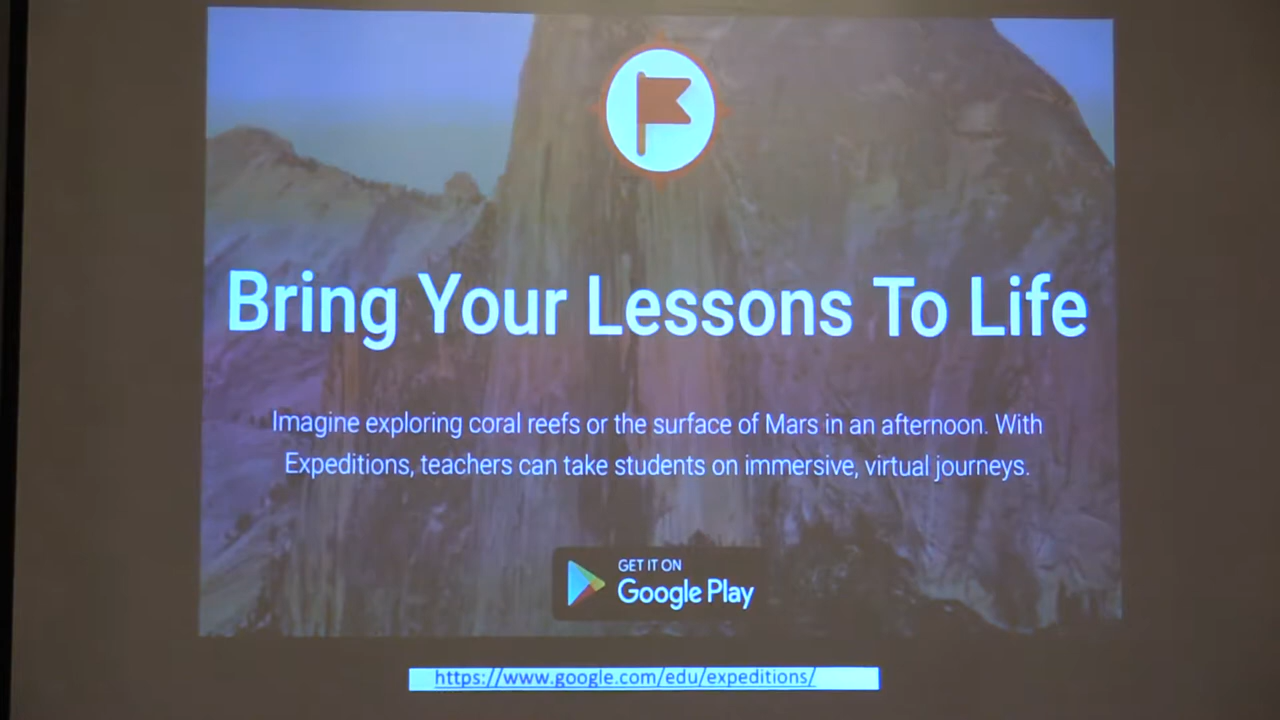 Bring Your Lessons To Life
Imagine exploring coral reefs or the surface of Mars in an afternoon. With
Expeditions, teachers can take students on immersive, virtual journeys.
GET IT ON
Google Play
https://www.google.com/edu/expeditions/